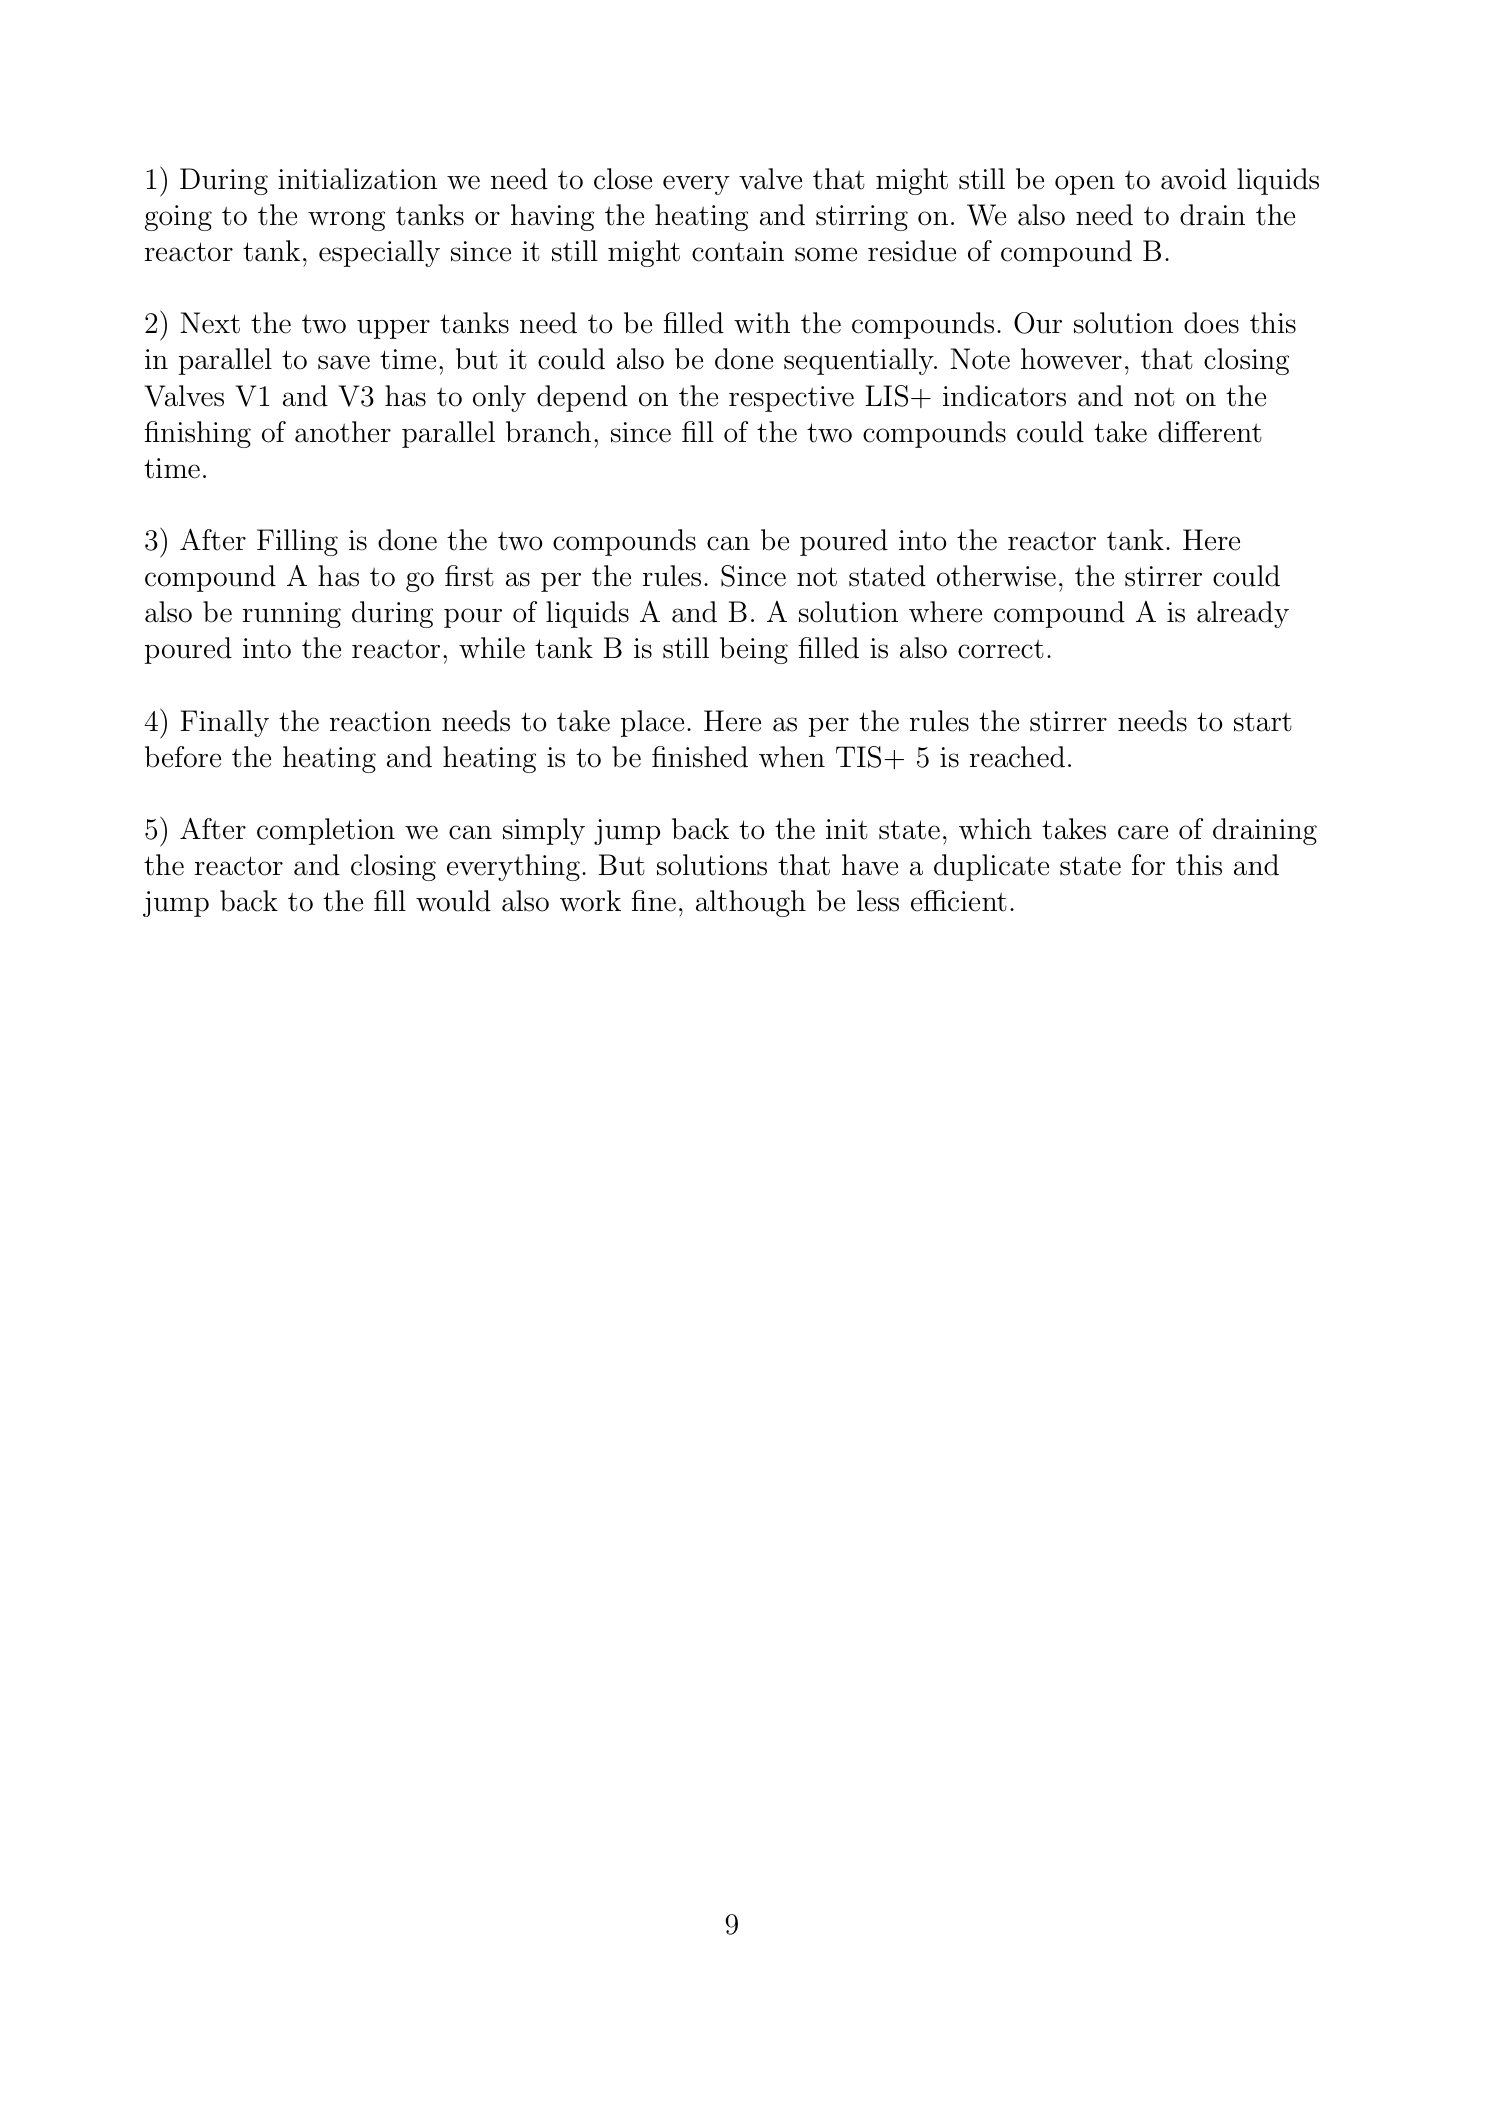 1) During initialization we need to close every valve that might still be open to avoid liquids
going to the wrong tanks or having the heating and stirring on. We also need to drain the
reactor tank, especially since it still might contain some residue of compound B.
2) Next the two upper tanks need to be filled with the compounds. Our solution does this
in parallel to save time, but it could also be done sequentially. Note however, that closing
Valves V1 and V3 has to only depend on the respective LIS+ indicators and not on the
finishing of another parallel branch, since fill of the two compounds could take different
time.
3) After Filling is done the two compounds can be poured into the reactor tank. Here
compound A has to go first as per the rules. Since not stated otherwise, the stirrer could
also be running during pour of liquids A and B. A solution where compound A is already
poured into the reactor, while tank B is still being filled is also correct.
4) Finally the reaction needs to take place. Here as per the rules the stirrer needs to start
before the heating and heating is to be finished when TIS+ 5 is reached.
5) After completion we can simply jump back to the init state, which takes care of draining
the reactor and closing everything. But solutions that have a duplicate state for this and
jump back to the fill would also work fine, although be less efficient.
9